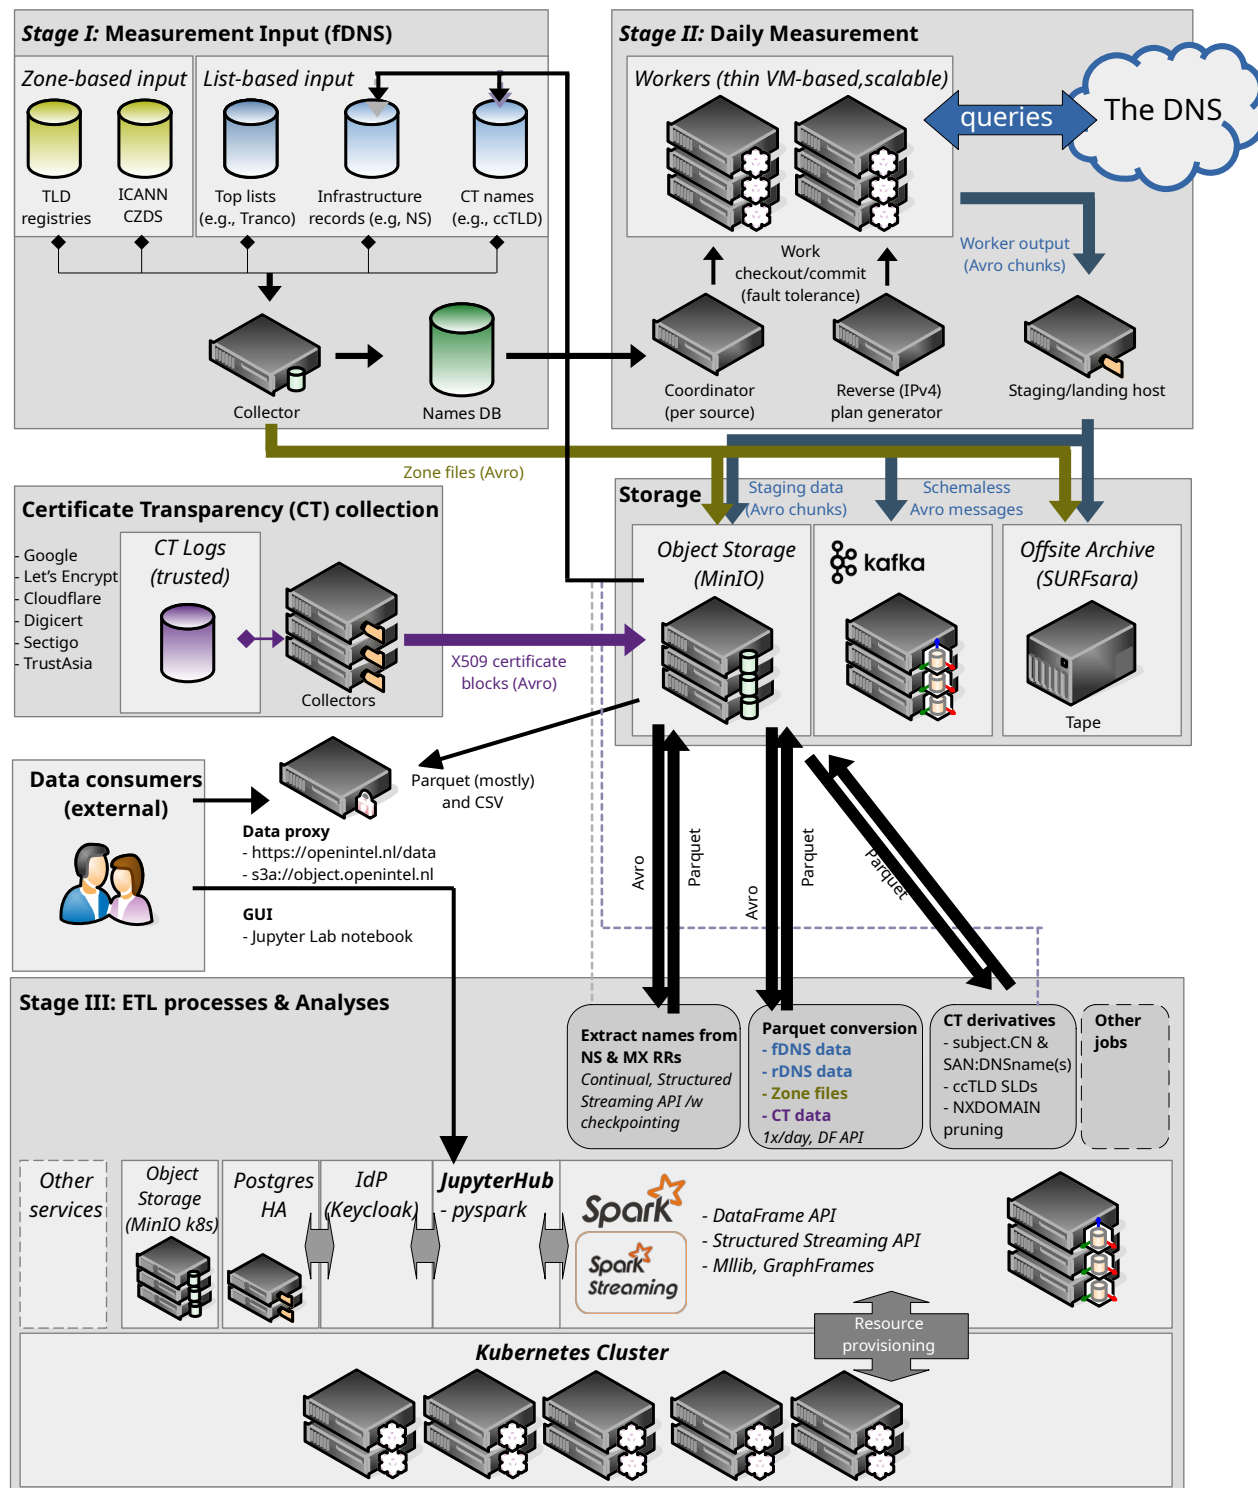 Stage I: Measurement Input (fDNS)
Zone-based input
List-based input
TLD
registries
ICANN
CZDS
Top lists
(e.g., Tranco)
Infrastructure
records (e.g, NS)
CT names
(e.g., ccTLD)
Collector
Names DB
Stage II: Daily Measurement
Workers (thin VM-based,scalable)
queries
The DNS
Work
checkout/commit
(fault tolerance)
Worker output
(Avro chunks)
Coordinator
(per source)
Reverse (IPv4)
plan generator
Staging/landing host
Zone files (Avro)
Certificate Transparency (CT) collection
- Google
- Let's Encrypt
- Cloudflare
- Digicert
- Sectigo
- TrustAsia
CT Logs
(trusted)
Collectors
X509 certificate
blocks (Avro)
Storage
Staging data
(Avro chunks)
Schemaless
Avro messages
Object Storage
(MinIO)
kafka
Offsite Archive
(SURFsara)
Tape
Data consumers
(external)
Parquet (mostly)
and CSV
Data proxy
- https://openintel.nl/data
- s3a://object.openintel.nl
GUI
- Jupyter Lab notebook
Avro
Parquet
Avro
Parquet
Parquet
Stage III: ETL processes & Analyses
Extract names from
NS & MX RRs
Continual, Structured
Streaming API /w
checkpointing
Parquet conversion
- fDNS data
- rDNS data
- Zone files
- CT data
1x/day, DF API
CT derivatives
- subject.CN &
SAN:DNSname(s)
- ccTLD SLDs
- NXDOMAIN
pruning
Other
jobs
Other
services
Object
Storage
(MinIO k8s)
Postgres
HA
IdP
(Keycloak)
JupyterHub
- pyspark
Spark
Spark
Streaming
- DataFrame API
- Structured Streaming API
- Mllib, GraphFrames
Resource
provisioning
Kubernetes Cluster